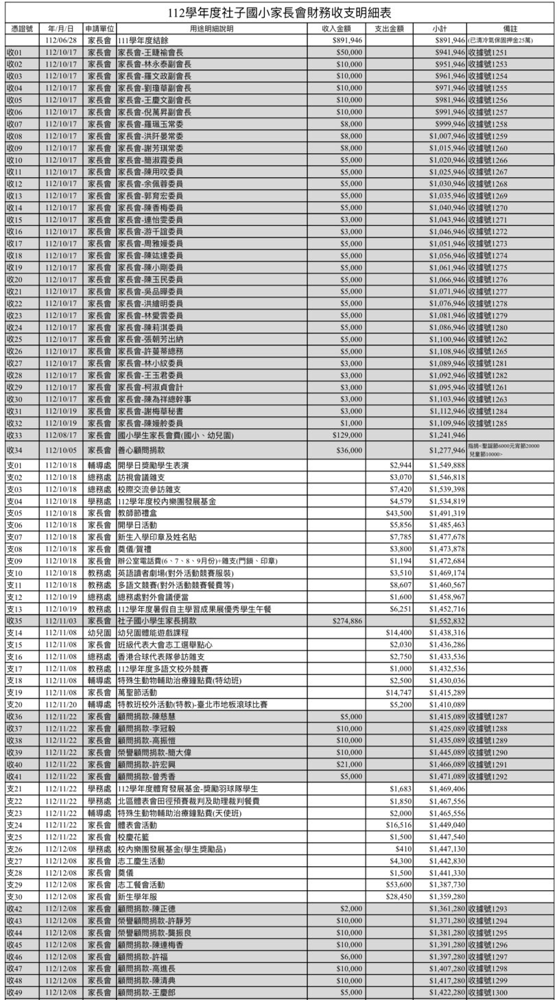 112學年度社子國小家長會財務收支明細表
憑證號 年/月/日 申請單位 用途明細說明 收入金額 支出金額 小計 備註
112/06/28 家長會 111學年度結餘 $891,946 $891,946 (已清冷氣保固押金25萬)
收01 112/10/17 家長會 家長會-王睫褕會長 $50,000 $941,946 收據號1251
收02 112/10/17 家長會 家長會-林永泰副會長 $10,000 $951,946 收據號1253
收03 112/10/17 家長會 家長會-羅文政副會長 $10,000 $961,946 收據號1254
收04 112/10/17 家長會 家長會-劉瓊華副會長 $10,000 $971,946 收據號1255
收05 112/10/17 家長會 家長會-王慶文副會長 $10,000 $981,946 收據號1256
收06 112/10/17 家長會 家長會-倪萬昇副會長 $10,000 $991,946 收據號1257
收07 112/10/17 家長會 家長會-羅珮玉常委 $8,000 $999,946 收據號1258
收08 112/10/17 家長會 家長會-洪阡晏常委 $8,000 $1,007,946 收據號1259
收09 112/10/17 家長會 家長會-謝芳琪常委 $8,000 $1,015,946 收據號1260
收10 112/10/17 家長會 家長會-簡淑霞委員 $5,000 $1,020,946 收據號1266
收11 112/10/17 家長會 家長會-陳用呅委員 $5,000 $1,025,946 收據號1267
收12 112/10/17 家長會 家長會-余佩蓉委員 $5,000 $1,030,946 收據號1268
收13 112/10/17 家長會 家長會-郭育宏委員 $5,000 $1,035,946 收據號1269
收14 112/10/17 家長會 家長會-陳香梅委員 $5,000 $1,040,946 收據號1270
收15 112/10/17 家長會 家長會-連怡雯委員 $3,000 $1,043,946 收據號1271
收16 112/10/17 家長會 家長會-游千誼委員 $3,000 $1,046,946 收據號1272
收17 112/10/17 家長會 家長會-周雅嫚委員 $5,000 $1,051,946 收據號1273
收18 112/10/17 家長會 家長會-陳竑達委員 $5,000 $1,056,946 收據號1274
收19 112/10/17 家長會 家長會-陳小剛委員 $5,000 $1,061,946 收據號1275
收20 112/10/17 家長會 家長會-陳玉民委員 $5,000 $1,066,946 收據號1276
收21 112/10/17 家長會 家長會-吳品曄委員 $5,000 $1,071,946 收據號1277
收22 112/10/17 家長會 家長會-洪繪明委員 $5,000 $1,076,946 收據號1278
收23 112/10/17 家長會 家長會-林愛雲委員 $5,000 $1,081,946 收據號1279
收24 112/10/17 家長會 家長會-陳莉淇委員 $5,000 $1,086,946 收據號1280
收25 112/10/17 家長會 家長會-張朝芳出納 $5,000 $1,100,946 收據號1262
收26 112/10/17 家長會 家長會-許蔓蒂總務 $5,000 $1,108,946 收據號1265
收27 112/10/17 家長會 家長會-林小紋委員 $3,000 $1,089,946 收據號1281
收28 112/10/17 家長會 家長會-王玉君委員 $3,000 $1,092,946 收據號1282
收29 112/10/17 家長會 家長會-柯淑貞會計 $3,000 $1,095,946 收據號1261
收30 112/10/17 家長會 家長會-陳為祥總幹事 $3,000 $1,103,946 收據號1263
收31 112/10/19 家長會 家長會-謝梅華秘書 $3,000 $1,112,946 收據號1284
收32 112/10/19 家長會 家長會-陳嫚舲委員 $1,000 $1,109,946 收據號1285
收33 112/08/17 家長會 國小學生家長會費(國小、幼兒園) $129,000 $1,241,946
收34 112/10/05 家長會 善心顧問捐款 $36,000 $1,277,946 指捐<聖誕節6000元宵節20000
兒童節10000>
支01 112/10/18 輔導處 開學日獎勵學生表演 $2,944 $1,549,888
支02 112/10/18 總務處 訪視會議雜支 $3,070 $1,546,818
支03 112/10/18 總務處 校際交流參訪雜支 $7,420 $1,539,398
支04 112/10/18 學務處 112學年度校內樂團發展基金 $4,579 $1,534,819
支05 112/10/18 家長會 教師節禮盒 $43,500 $1,491,319
支06 112/10/18 家長會 開學日活動 $5,856 $1,485,463
支07 112/10/18 家長會 新生入學印章及姓名貼 $7,785 $1,477,678
支08 112/10/18 家長會 奠儀/賀禮 $3,800 $1,473,878
支09 112/10/18 家長會 辦公室電話費(6、7、8、9月份)+雜支(門鎖、印章) $1,194 $1,472,684
支10 112/10/18 教務處 英語讀者劇場(對外活動競賽服裝) $3,510 $1,469,174
支11 112/10/18 教務處 多語文競賽(對外活動競賽餐費等) $8,607 $1,460,567
支12 112/10/19 總務處 總務處對外會議便當 $1,600 $1,458,967
支13 112/10/19 教務處 112學年度暑假自主學習成果展優秀學生午餐 $6,251 $1,452,716
收35 112/11/03 家長會 社子國小學生家長捐款 $274,886 $1,552,832
支14 112/11/08 幼兒園 幼兒園體能遊戲課程 $14,400 $1,438,316
支15 112/11/08 家長會 班級代表大會志工選舉點心 $2,030 $1,436,286
支16 112/11/08 總務處 香港合球代表隊參訪雜支 $2,750 $1,433,536
支17 112/11/08 教務處 112學年度多語文校外競賽 $1,000 $1,432,536
支18 112/11/08 輔導處 特殊生動物輔助治療鐘點費(特幼班) $2,500 $1,430,036
支19 112/11/08 家長會 萬聖節活動 $14,747 $1,415,289
支20 112/11/20 輔導處 特教班校外活動(特教)-臺北市地板滾球比賽 $5,200 $1,410,089
收36 112/11/22 家長會 顧問捐款-陳慈慧 $5,000 $1,415,089 收據號1287
收37 112/11/22 家長會 顧問捐款-李冠毅 $10,000 $1,425,089 收據號1288
收38 112/11/22 家長會 顧問捐款-高振愷 $10,000 $1,435,089 收據號1289
收39 112/11/22 家長會 榮譽顧問捐款-簡大偉 $10,000 $1,445,089 收據號1290
收40 112/11/22 家長會 顧問捐款-許宏興 $21,000 $1,466,089 收據號1291
收41 112/11/22 家長會 顧問捐款-曾秀香 $5,000 $1,471,089 收據號1292
支21 112/11/22 學務處 112學年度體育發展基金-獎勵羽球隊學生 $1,683 $1,469,406
支22 112/11/22 學務處 北區體表會田徑預賽裁判及助理裁判餐費 $1,850 $1,467,556
支23 112/11/22 輔導處 特殊生動物輔助治療鐘點費(天使班) $2,000 $1,465,556
支24 112/11/22 家長會 體表會活動 $16,516 $1,449,040
支25 112/11/22 家長會 校慶花籃 $1,500 $1,447,540
支26 112/12/08 學務處 校內樂團發展基金(學生獎勵品) $410 $1,447,130
支27 112/12/08 家長會 志工慶生活動 $4,300 $1,442,830
支28 112/12/08 家長會 奠儀 $1,500 $1,441,330
支29 112/12/08 家長會 志工餐會活動 $53,600 $1,387,730
支30 112/12/08 家長會 新生學年服 $28,450 $1,359,280
收42 112/12/08 家長會 顧問捐款-陳正德 $2,000 $1,361,280 收據號1293
收43 112/12/08 家長會 榮譽顧問捐款-許靜芳 $10,000 $1,371,280 收據號1294
收44 112/12/08 家長會 榮譽顧問捐款-龔振良 $10,000 $1,381,280 收據號1295
收45 112/12/08 家長會 顧問捐款-陳連梅香 $10,000 $1,391,280 收據號1296
收46 112/12/08 家長會 顧問捐款-許福 $6,000 $1,397,280 收據號1297
收47 112/12/08 家長會 顧問捐款-高進長 $10,000 $1,407,280 收據號1298
收48 112/12/08 家長會 顧問捐款-陳清典 $10,000 $1,417,280 收據號1299
收49 112/12/08 家長會 顧問捐款-王慶郎 $5,000 $1,422,280 收據號1300